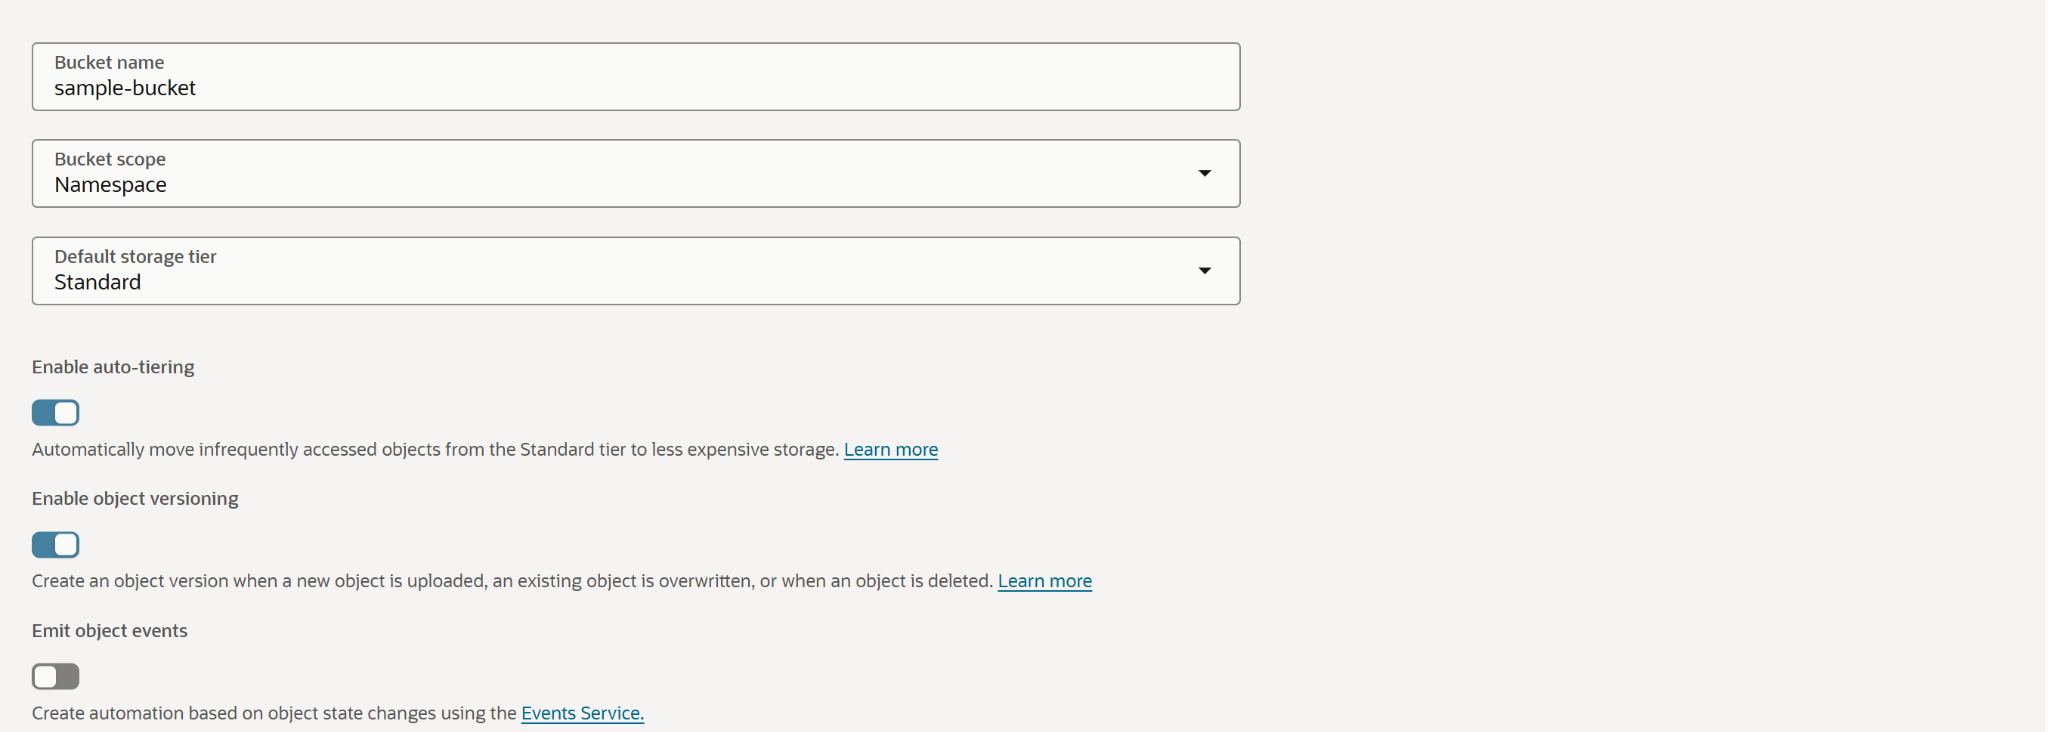 Bucket name
sample-bucket
Bucket scope
Namespace
Default storage tier
Standard
Enable auto-tiering
Automatically move infrequently accessed objects from the Standard tier to less expensive storage. Learn more
Enable object versioning
Create an object version when a new object is uploaded, an existing object is overwritten, or when an object is deleted. Learn more
Emit object events
Create automation based on object state changes using the Events Service.